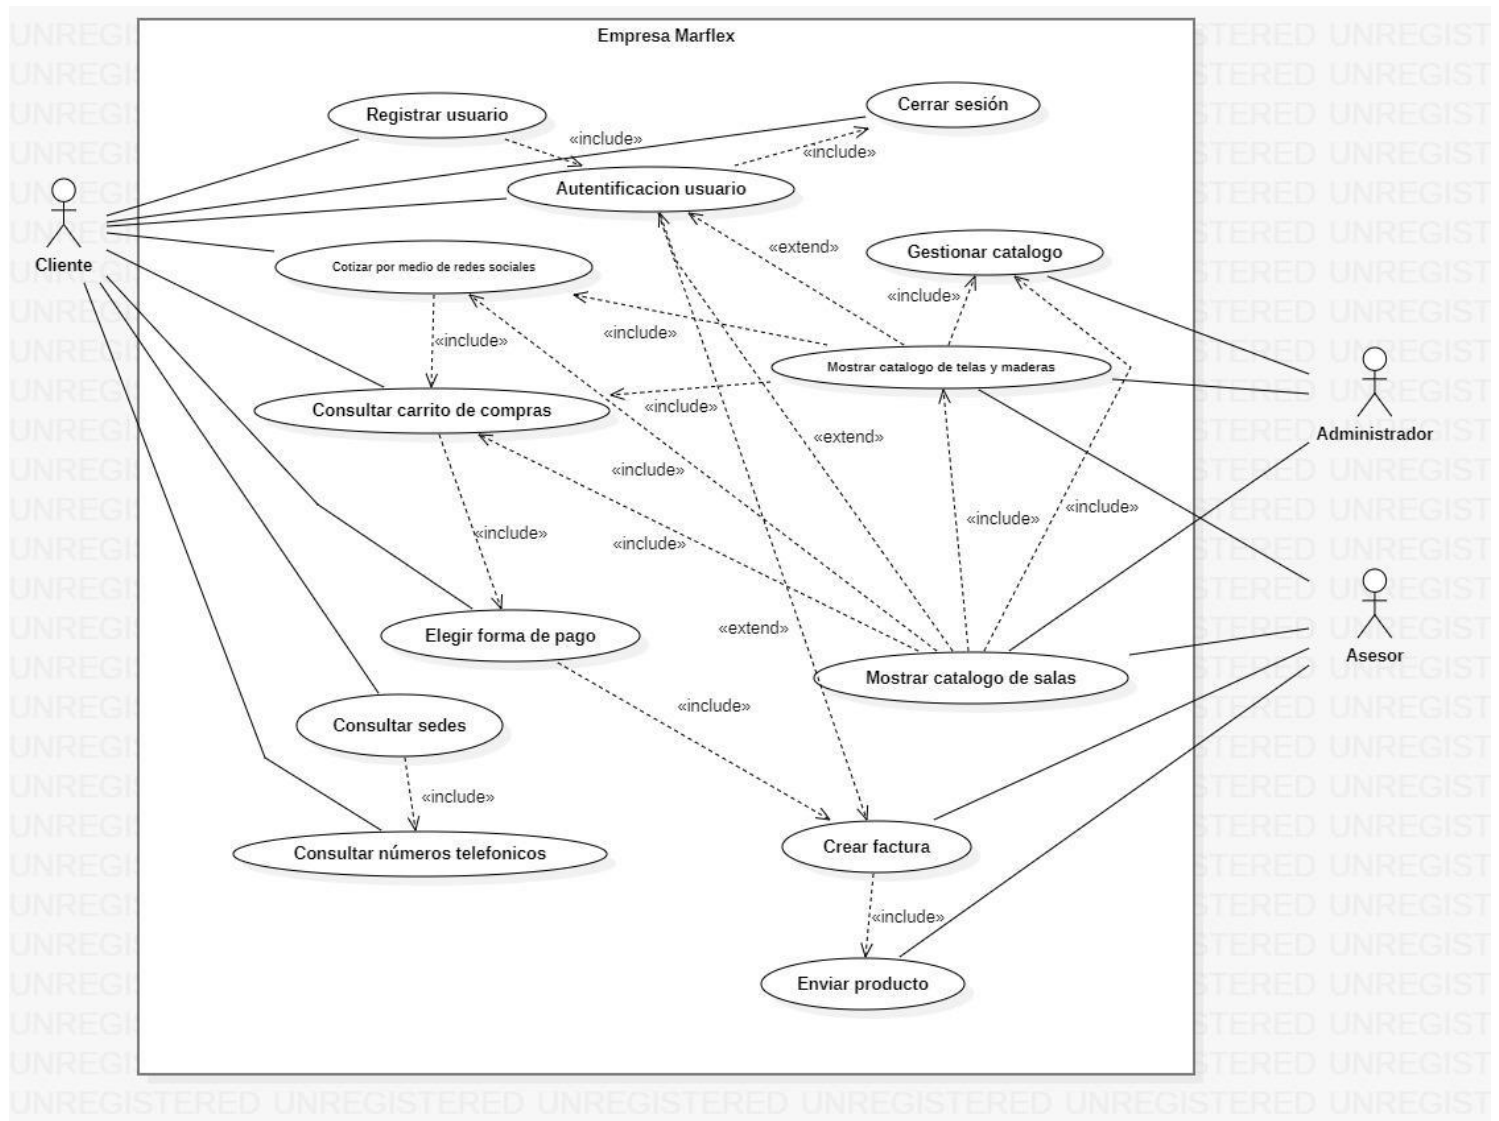 Empresa Marflex
Cerrar sesión
Registrar usuario
«include»
«include»
Autentificacion usuario
«extend»
Gestionar catalogo
Cliente
Cotizar por medio de redes sociales
«include»
«include»
«include»
Mostrar catalogo de telas y maderas
«include»
Consultar carrito de compras
«extend»
Administrador
«include»
«include»
«include»
«include»
«include»
«extend»
Elegir forma de pago
Asesor
Mostrar catalogo de salas
«include»
Consultar sedes
«include»
Crear factura
Consultar números telefonicos
«include»
Enviar producto
UNREGISTERED UNREGISTERED UNREGISTERED UNREGISTERED UNREGISTERED UNREGIST